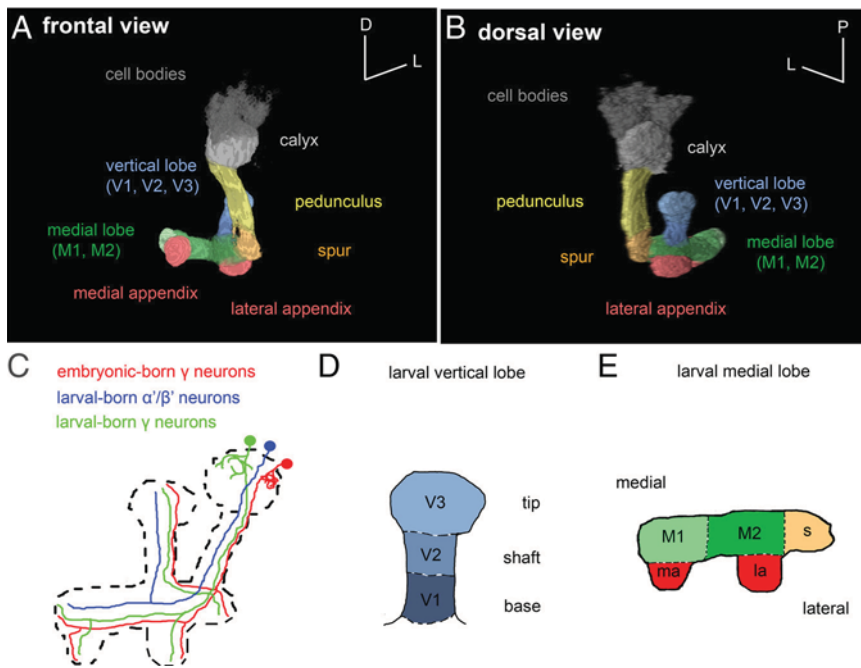 A frontal view
D
L
cell bodies
calyx
vertical lobe
(V1, V2, V3)
pedunculus
medial lobe
(M1, M2)
spur
medial appendix
lateral appendix
B dorsal view
P
L
cell bodies
calyx
pedunculus
vertical lobe
(V1, V2, V3)
spur
medial lobe
(M1, M2)
lateral appendix
C
embryonic-born γ neurons
larval-born α'/β' neurons
larval-born γ neurons
D larval vertical lobe
V3 tip
V2 shaft
V1 base
E larval medial lobe
medial
M1 M2 s
ma la
lateral